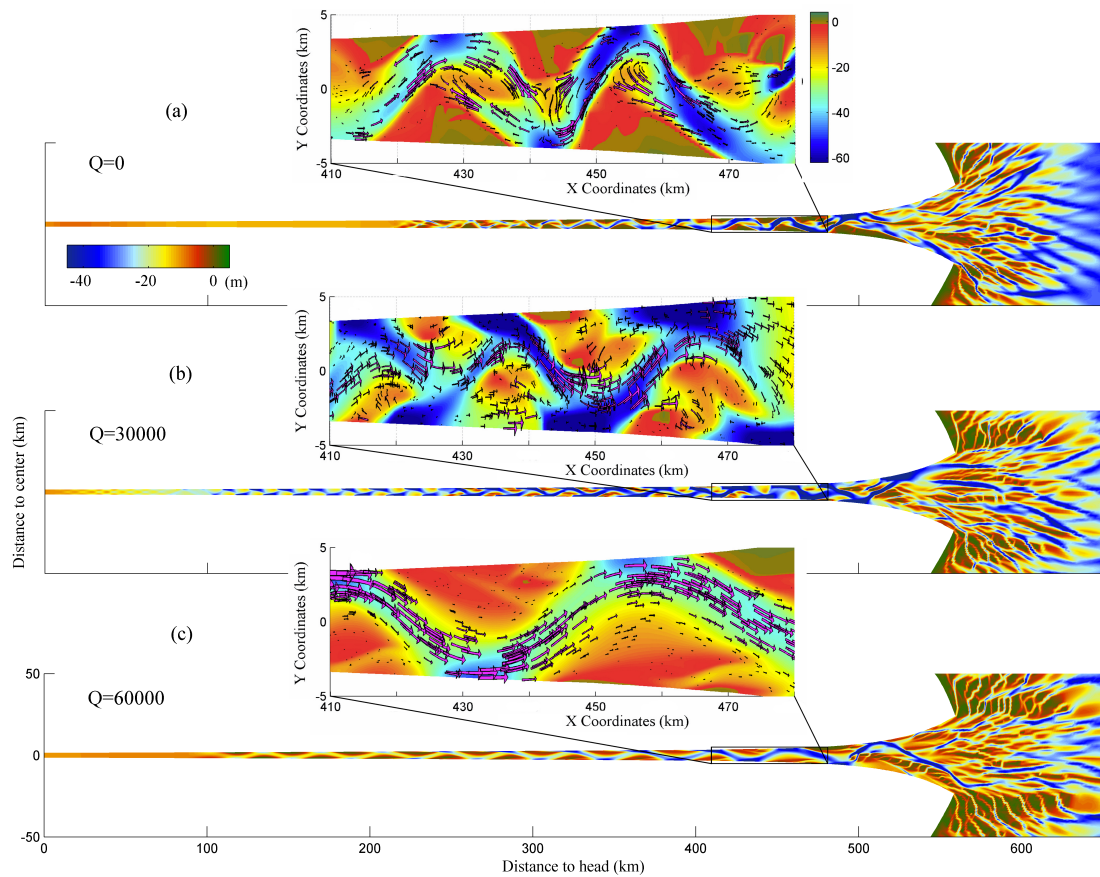 5
0
-5
Y Coordinates (km)
410
430
450
470
X Coordinates (km)
0
-20
-40
-60
(a)
Q=0
-40
-20
0
(m)
5
0
-5
Y Coordinates (km)
410
430
450
470
X Coordinates (km)
(b)
Q=30000
Distance to center (km)
5
0
-5
Y Coordinates (km)
410
430
450
470
X Coordinates (km)
(c)
Q=60000
50
0
-50
0
100
200
300
400
500
600
Distance to head (km)